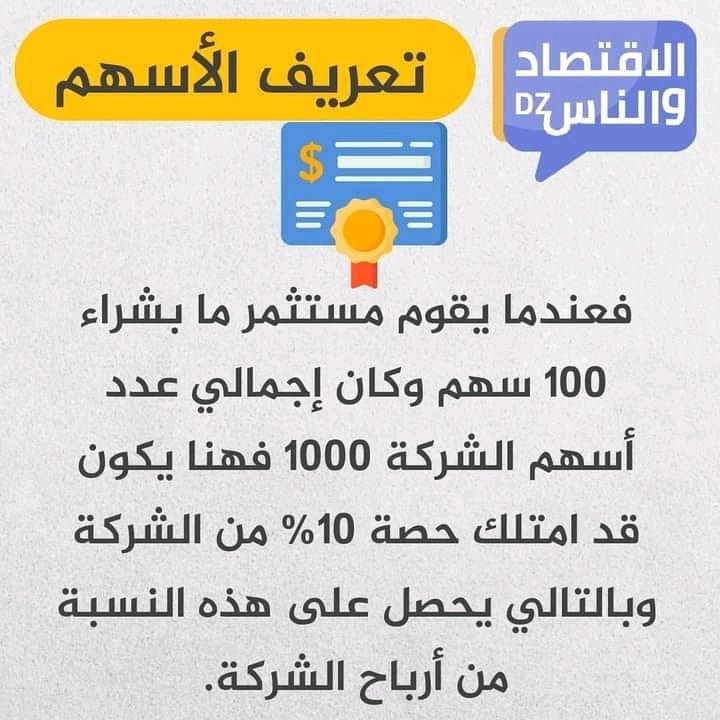 تعريف الأسهم
الاقتصاد
والناس DZ
$
فعندما يقوم مستثمر ما بشراء
100 سهم وكان إجمالي عدد
أسهم الشركة 1000 فهنا يكون
قد امتلك حصة 10% من الشركة
وبالتالي يحصل على هذه النسبة
من أرباح الشركة.